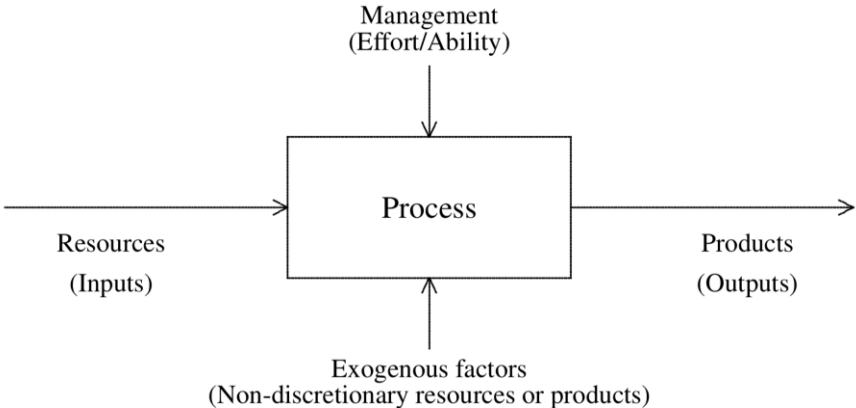 Management
(Effort/Ability)
Process
Resources
(Inputs)
Products
(Outputs)
Exogenous factors
(Non-discretionary resources or products)